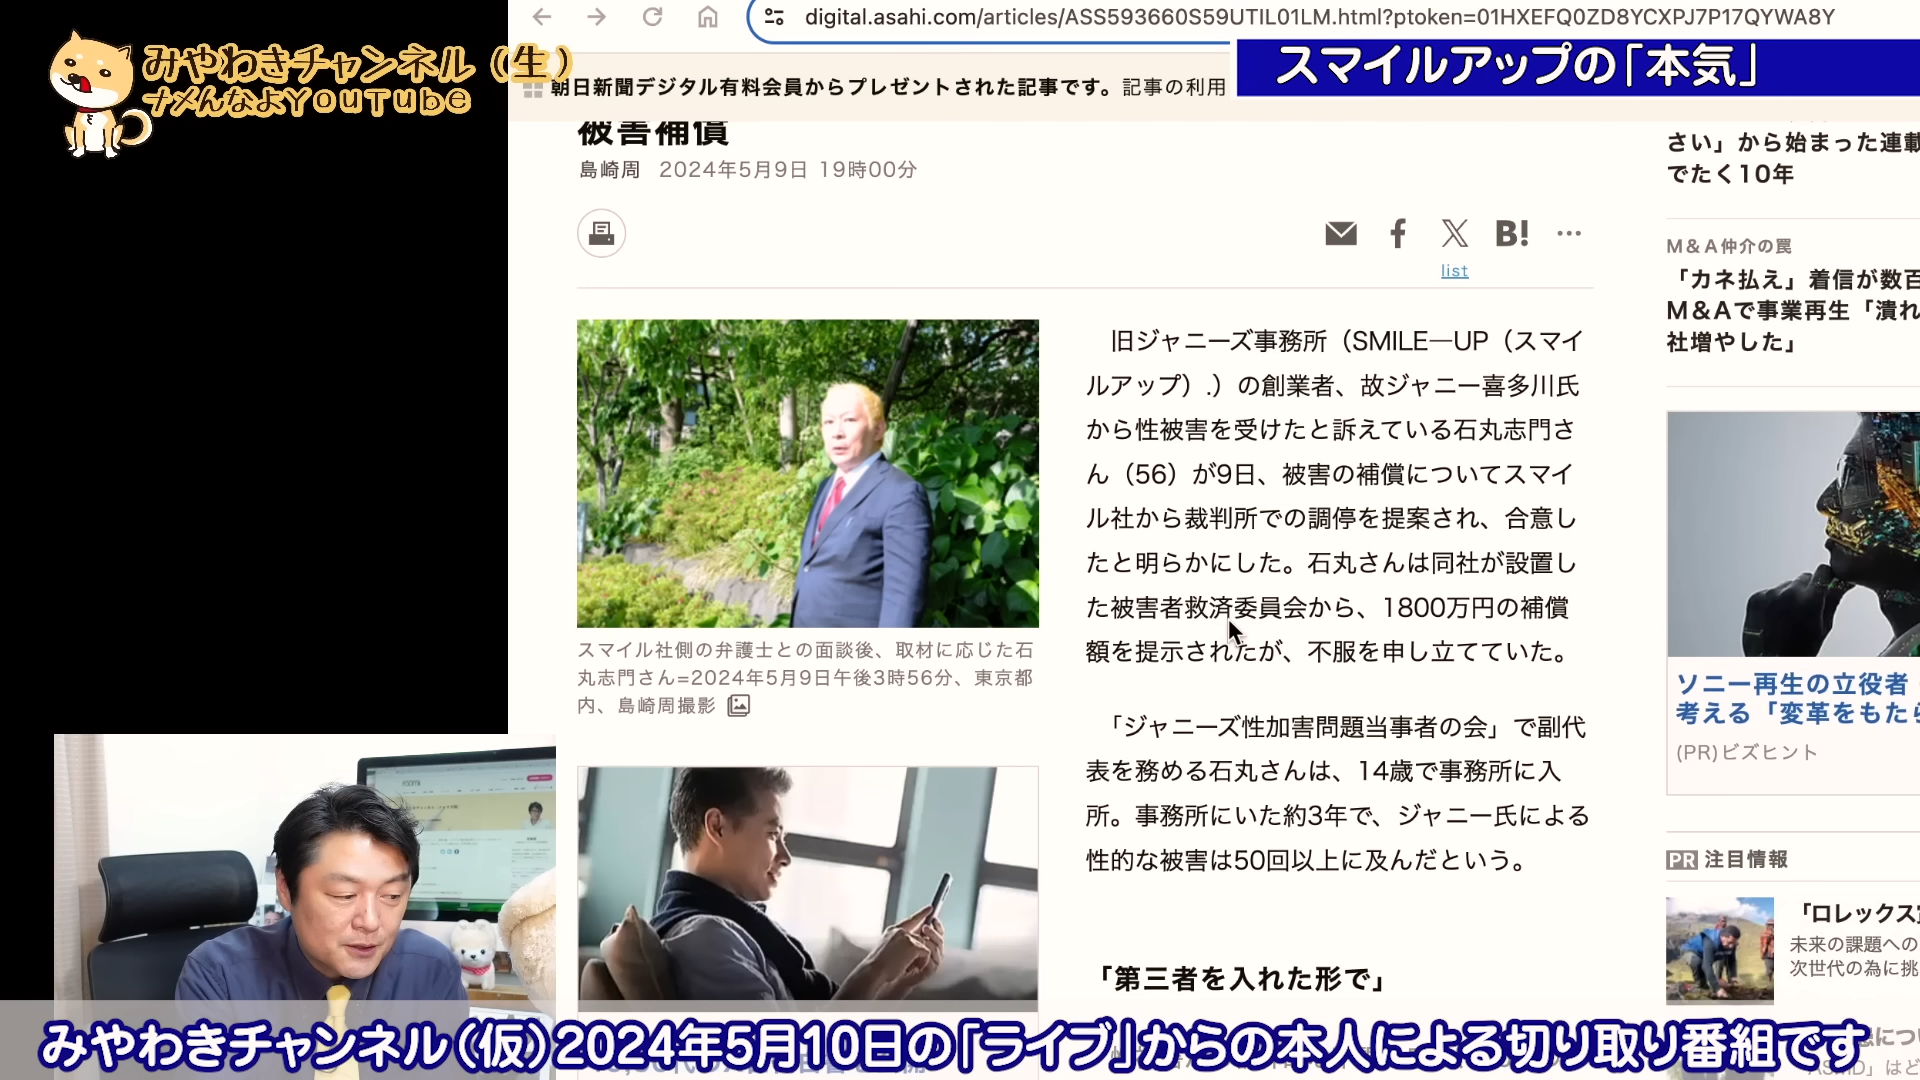 digital.asahi.com/articles/ASS593660S59UTIL01LM.html?ptoken=01HXEFQ0ZD8YCXPJ7P17QYWA8Y
みやわきチャンネル（生）
ナメんなよYouTube
スマイルアップの「本気」
朝日新聞デジタル有料会員からプレゼントされた記事です。記事の利用
被害補償
島崎周 2024年5月9日 19時00分
B!
list
スマイル社側の弁護士との面談後、取材に応じた石
丸志門さん=2024年5月9日午後3時56分、東京都
内、島崎周撮影
旧ジャニーズ事務所（SMILE―UP（スマイ
ルアップ）.）の創業者、故ジャニー喜多川氏
から性被害を受けたと訴えている石丸志門さ
ん（56）が9日、被害の補償についてスマイ
ル社から裁判所での調停を提案され、合意し
たと明らかにした。石丸さんは同社が設置し
た被害者救済委員会から、1800万円の補償
額を提示されたが、不服を申し立てていた。
「ジャニーズ性加害問題当事者の会」で副代
表を務める石丸さんは、14歳で事務所に入
所。事務所にいた約3年で、ジャニー氏による
性的な被害は50回以上に及んだという。
「第三者を入れた形で」
さい」から始まった連載
でたく10年
M&A仲介の罠
「カネ払え」着信が数百
M&Aで事業再生「潰れ
社増やした」
ソニー再生の立役者
考える「変革をもたら
(PR)ビズヒント
PR 注目情報
「ロレックス賞
未来の課題への
次世代の為に挑
みやわきチャンネル（仮）2024年5月10日の「ライブ」からの本人による切り取り番組です